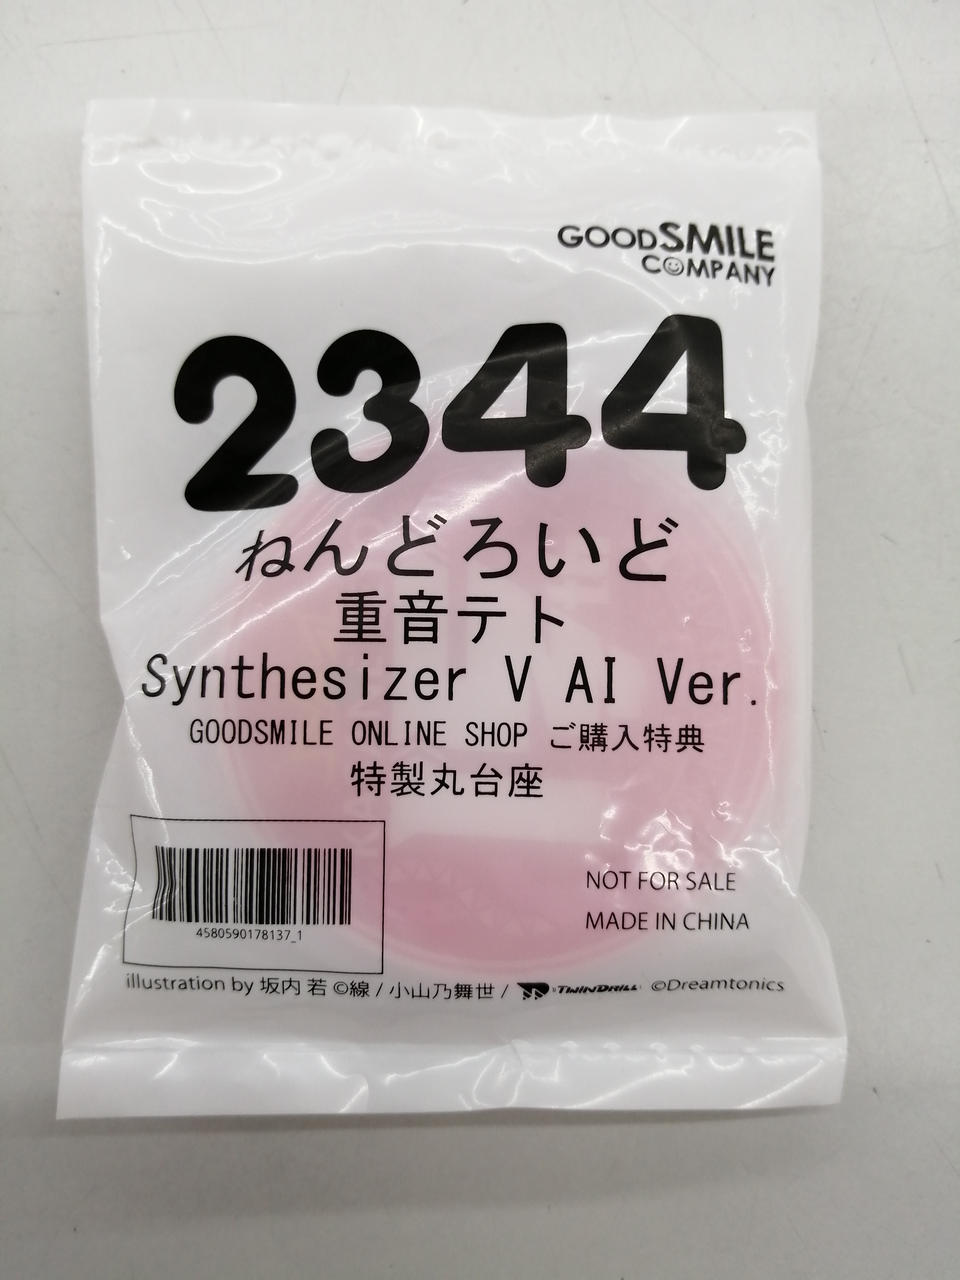 GOODSMILE
COMPANY
2344
ねんどろいど
重音テト
Synthesizer V AI Ver.
GOODSMILE ONLINE SHOP ご購入特典
特製丸台座
4580590178137_1
NOT FOR SALE
MADE IN CHINA
illustration by 坂内 若 ©線 / 小山乃舞世 / TWINDRILL ©Dreamtonics